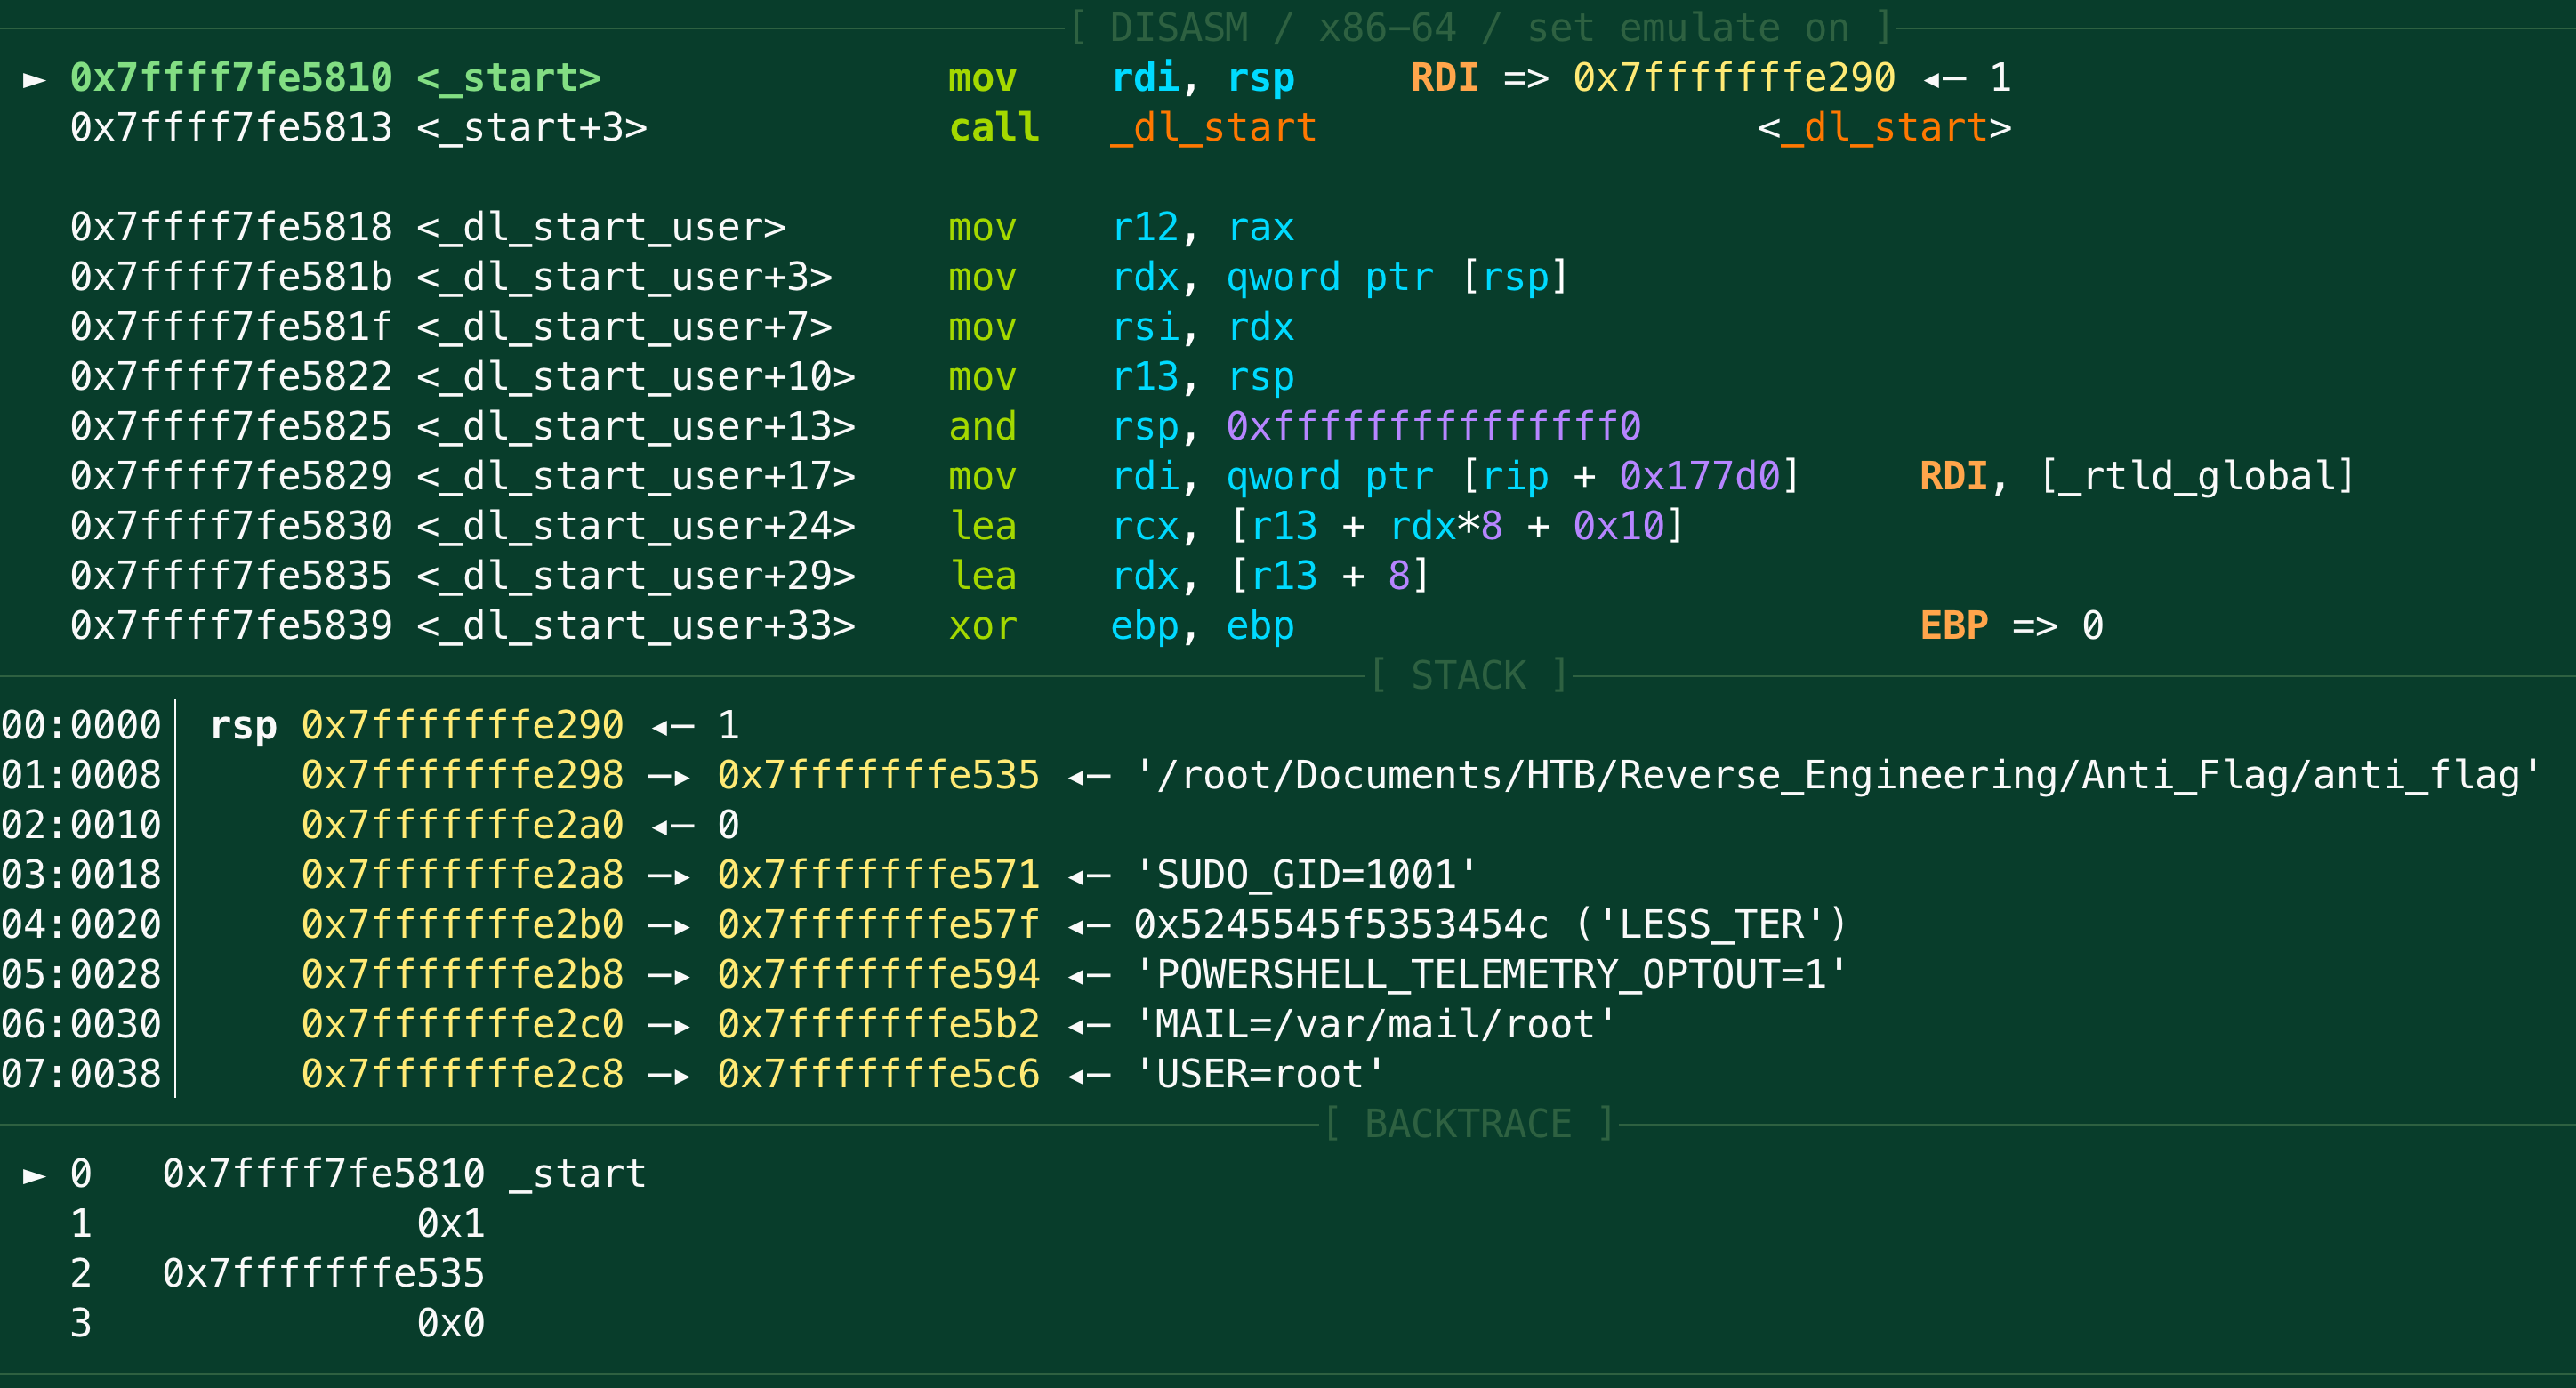 [ DISASM / x86-64 / set emulate on ]
► 0x7ffff7fe5810 <_start> mov rdi, rsp RDI => 0x7fffffffe290 ◂— 1
0x7ffff7fe5813 <_start+3> call _dl_start <_dl_start>
0x7ffff7fe5818 <_dl_start_user> mov r12, rax
0x7ffff7fe581b <_dl_start_user+3> mov rdx, qword ptr [rsp]
0x7ffff7fe581f <_dl_start_user+7> mov rsi, rdx
0x7ffff7fe5822 <_dl_start_user+10> mov r13, rsp
0x7ffff7fe5825 <_dl_start_user+13> and rsp, 0xfffffffffffffff0
0x7ffff7fe5829 <_dl_start_user+17> mov rdi, qword ptr [rip + 0x177d0] RDI, [_rtld_global]
0x7ffff7fe5830 <_dl_start_user+24> lea rcx, [r13 + rdx*8 + 0x10]
0x7ffff7fe5835 <_dl_start_user+29> lea rdx, [r13 + 8]
0x7ffff7fe5839 <_dl_start_user+33> xor ebp, ebp EBP => 0
[ STACK ]
00:0000│ rsp 0x7fffffffe290 ◂— 1
01:0008│ 0x7fffffffe298 —▸ 0x7fffffffe535 ◂— '/root/Documents/HTB/Reverse_Engineering/Anti_Flag/anti_flag'
02:0010│ 0x7fffffffe2a0 ◂— 0
03:0018│ 0x7fffffffe2a8 —▸ 0x7fffffffe571 ◂— 'SUDO_GID=1001'
04:0020│ 0x7fffffffe2b0 —▸ 0x7fffffffe57f ◂— 0x5245545f5353454c ('LESS_TER')
05:0028│ 0x7fffffffe2b8 —▸ 0x7fffffffe594 ◂— 'POWERSHELL_TELEMETRY_OPTOUT=1'
06:0030│ 0x7fffffffe2c0 —▸ 0x7fffffffe5b2 ◂— 'MAIL=/var/mail/root'
07:0038│ 0x7fffffffe2c8 —▸ 0x7fffffffe5c6 ◂— 'USER=root'
[ BACKTRACE ]
► 0 0x7ffff7fe5810 _start
1 0x1
2 0x7fffffffe535
3 0x0